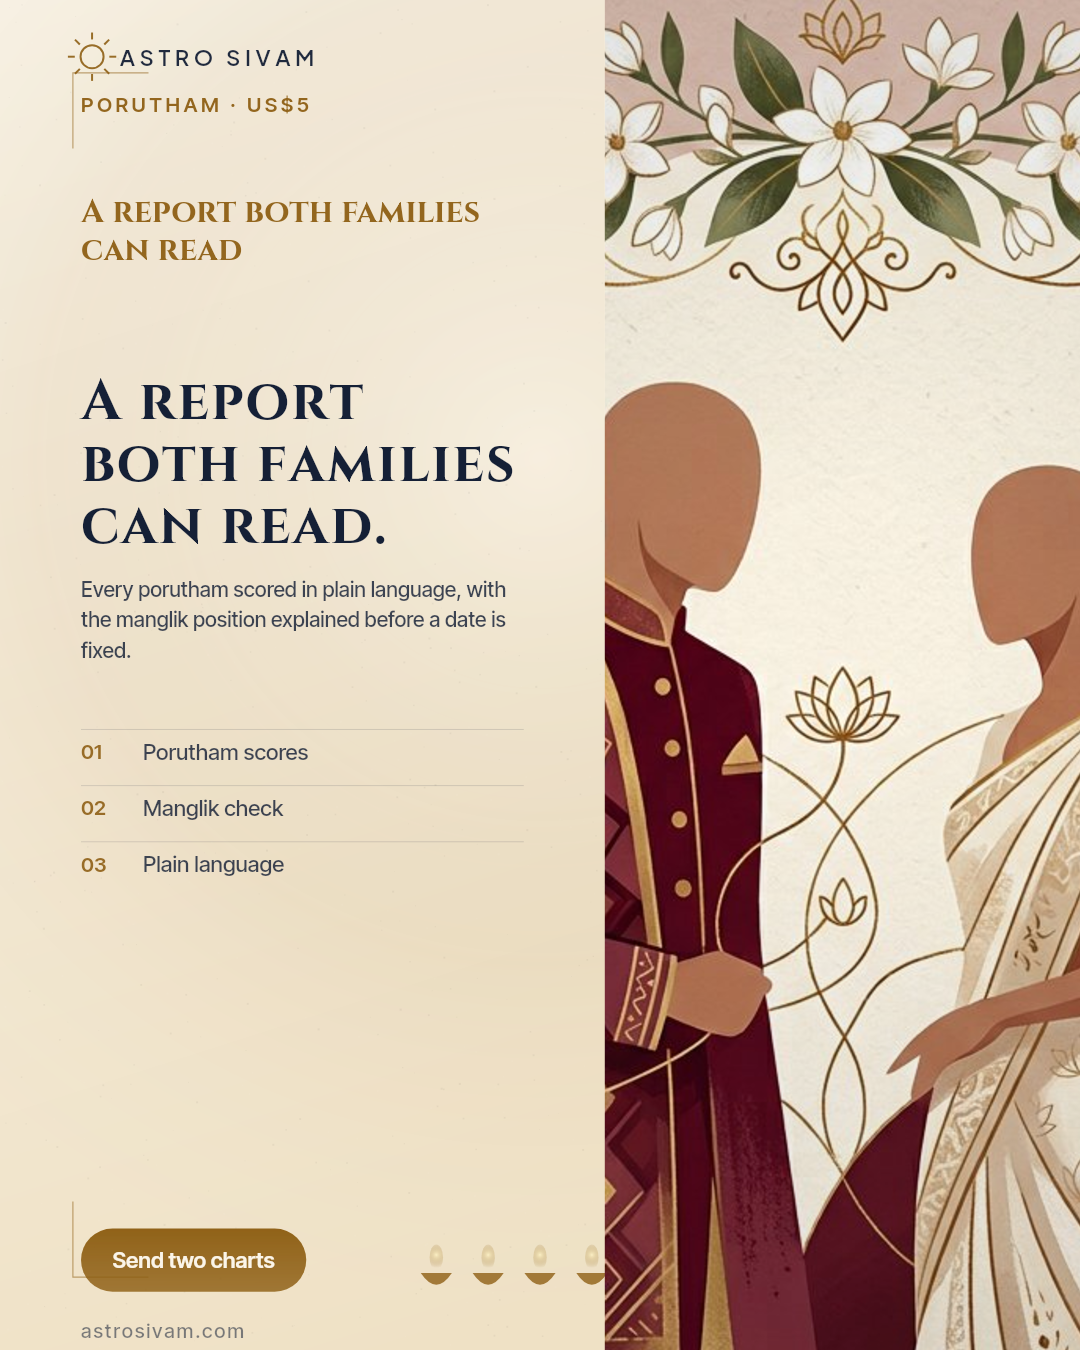 ASTRO SIVAM
PORUTHAM · US$5
A REPORT BOTH FAMILIES
CAN READ
A REPORT
BOTH FAMILIES
CAN READ.
Every porutham scored in plain language, with
the manglik position explained before a date is
fixed.
01 Porutham scores
02 Manglik check
03 Plain language
Send two charts
astrosivam.com